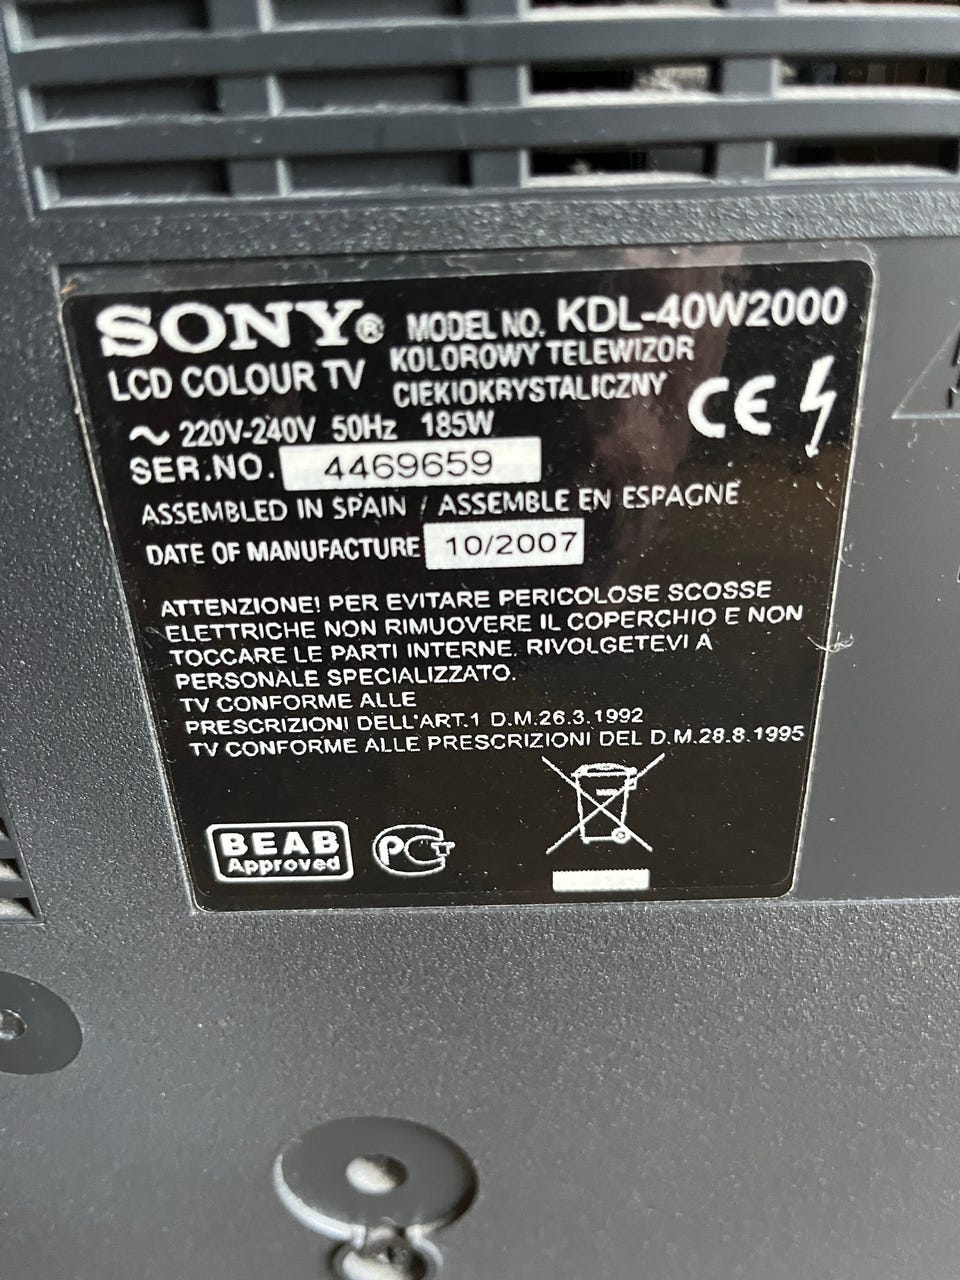 SONY® MODEL NO. KDL-40W2000
LCD COLOUR TV KOLOROWY TELEWIZOR
CIEKIOKRYSTALICZNY
CE
~ 220V-240V 50Hz 185W
SER.NO. 4469659
ASSEMBLED IN SPAIN / ASSEMBLE EN ESPAGNE
DATE OF MANUFACTURE 10/2007
ATTENZIONE! PER EVITARE PERICOLOSE SCOSSE
ELETTRICHE NON RIMUOVERE IL COPERCHIO E NON
TOCCARE LE PARTI INTERNE. RIVOLGETEVI A
PERSONALE SPECIALIZZATO.
TV CONFORME ALLE
PRESCRIZIONI DELL'ART.1 D.M.26.3.1992
TV CONFORME ALLE PRESCRIZIONI DEL D.M.28.8.1995
BEAB
Approved
PCT